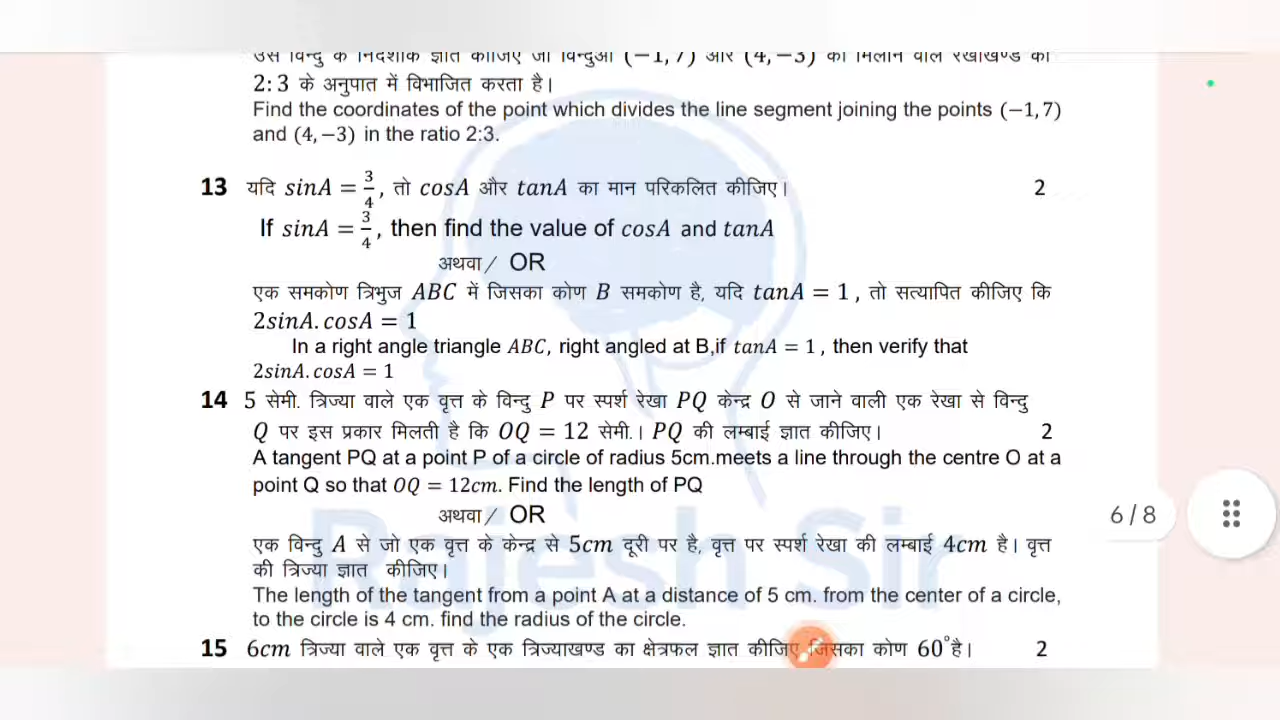 उस विन्दु के निर्देशांक ज्ञात कीजिए जो विन्दुओं (−1, 7) और (4, −3) को मिलाने वाले रेखाखण्ड को
2: 3 के अनुपात में विभाजित करता है।
Find the coordinates of the point which divides the line segment joining the points (−1, 7)
and (4, −3) in the ratio 2:3.
13 यदि sinA = 3/4, तो cosA और tanA का मान परिकलित कीजिए। 2
If sinA = 3/4, then find the value of cosA and tanA
अथवा/ OR
एक समकोण त्रिभुज ABC में जिसका कोण B समकोण है, यदि tanA = 1, तो सत्यापित कीजिए कि
2sinA. cosA = 1
In a right angle triangle ABC, right angled at B,if tanA = 1, then verify that
2sinA. cosA = 1
14 5 सेमी. त्रिज्या वाले एक वृत्त के विन्दु P पर स्पर्श रेखा PQ केन्द्र O से जाने वाली एक रेखा से विन्दु
Q पर इस प्रकार मिलती है कि OQ = 12 सेमी.। PQ की लम्बाई ज्ञात कीजिए। 2
A tangent PQ at a point P of a circle of radius 5cm.meets a line through the centre O at a
point Q so that OQ = 12cm. Find the length of PQ
अथवा/ OR
एक विन्दु A से जो एक वृत्त के केन्द्र से 5cm दूरी पर है, वृत्त पर स्पर्श रेखा की लम्बाई 4cm है। वृत्त
की त्रिज्या ज्ञात कीजिए।
The length of the tangent from a point A at a distance of 5 cm. from the center of a circle,
to the circle is 4 cm. find the radius of the circle.
15 6cm त्रिज्या वाले एक वृत्त के एक त्रिज्याखण्ड का क्षेत्रफल ज्ञात कीजिए जिसका कोण 60°है। 2
6 / 8
Rajesh Sir